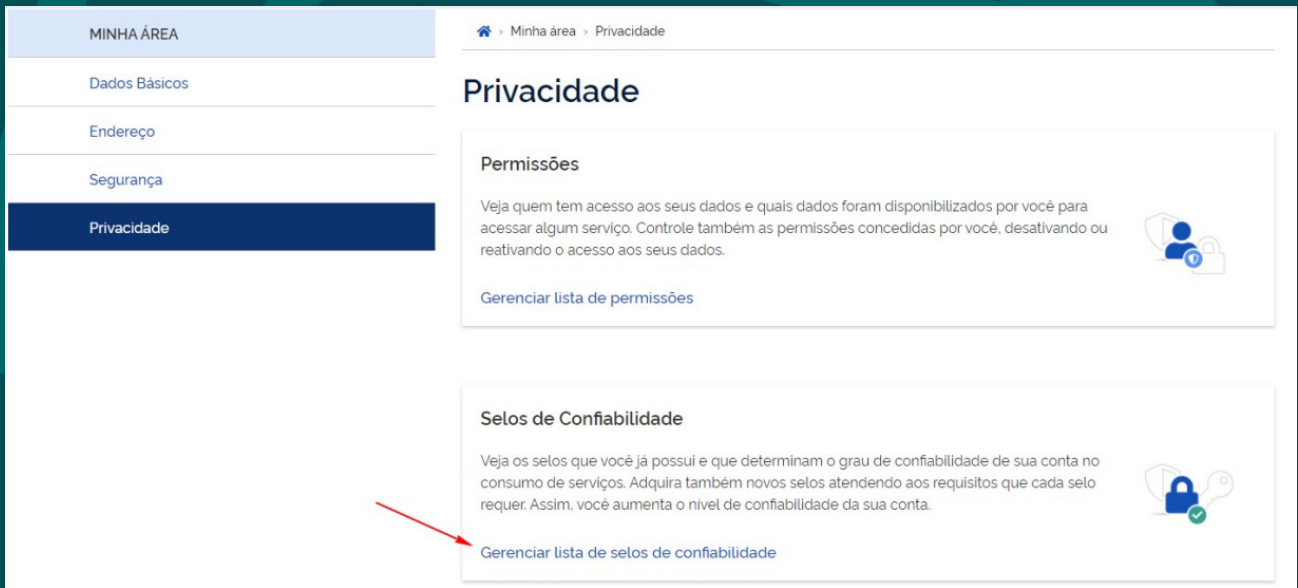 MINHA ÁREA
Dados Básicos
Endereço
Segurança
Privacidade
> Minha área > Privacidade
Privacidade
Permissões
Veja quem tem acesso aos seus dados e quais dados foram disponibilizados por você para
acessar algum serviço. Controle também as permissões concedidas por você, desativando ou
reativando o acesso aos seus dados.
Gerenciar lista de permissões
Selos de Confiabilidade
Veja os selos que você já possui e que determinam o grau de confiabilidade de sua conta no
consumo de serviços. Adquira também novos selos atendendo aos requisitos que cada selo
requer. Assim, você aumenta o nível de confiabilidade da sua conta.
Gerenciar lista de selos de confiabilidade